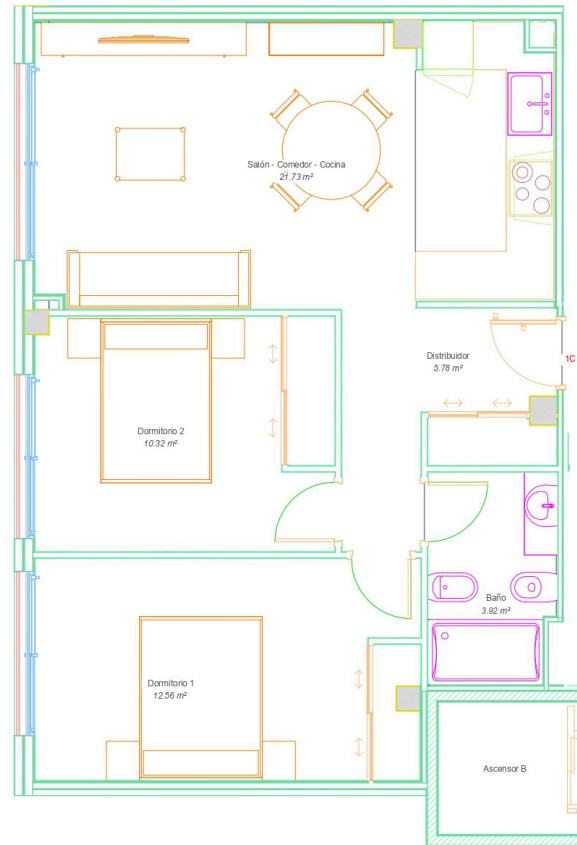 Salón - Comedor - Cocina
21.73 m²
Distribuidor
5.78 m²
1C
Dormitorio 2
10.32 m²
Baño
3.92 m²
Dormitorio 1
12.56 m²
Ascensor B